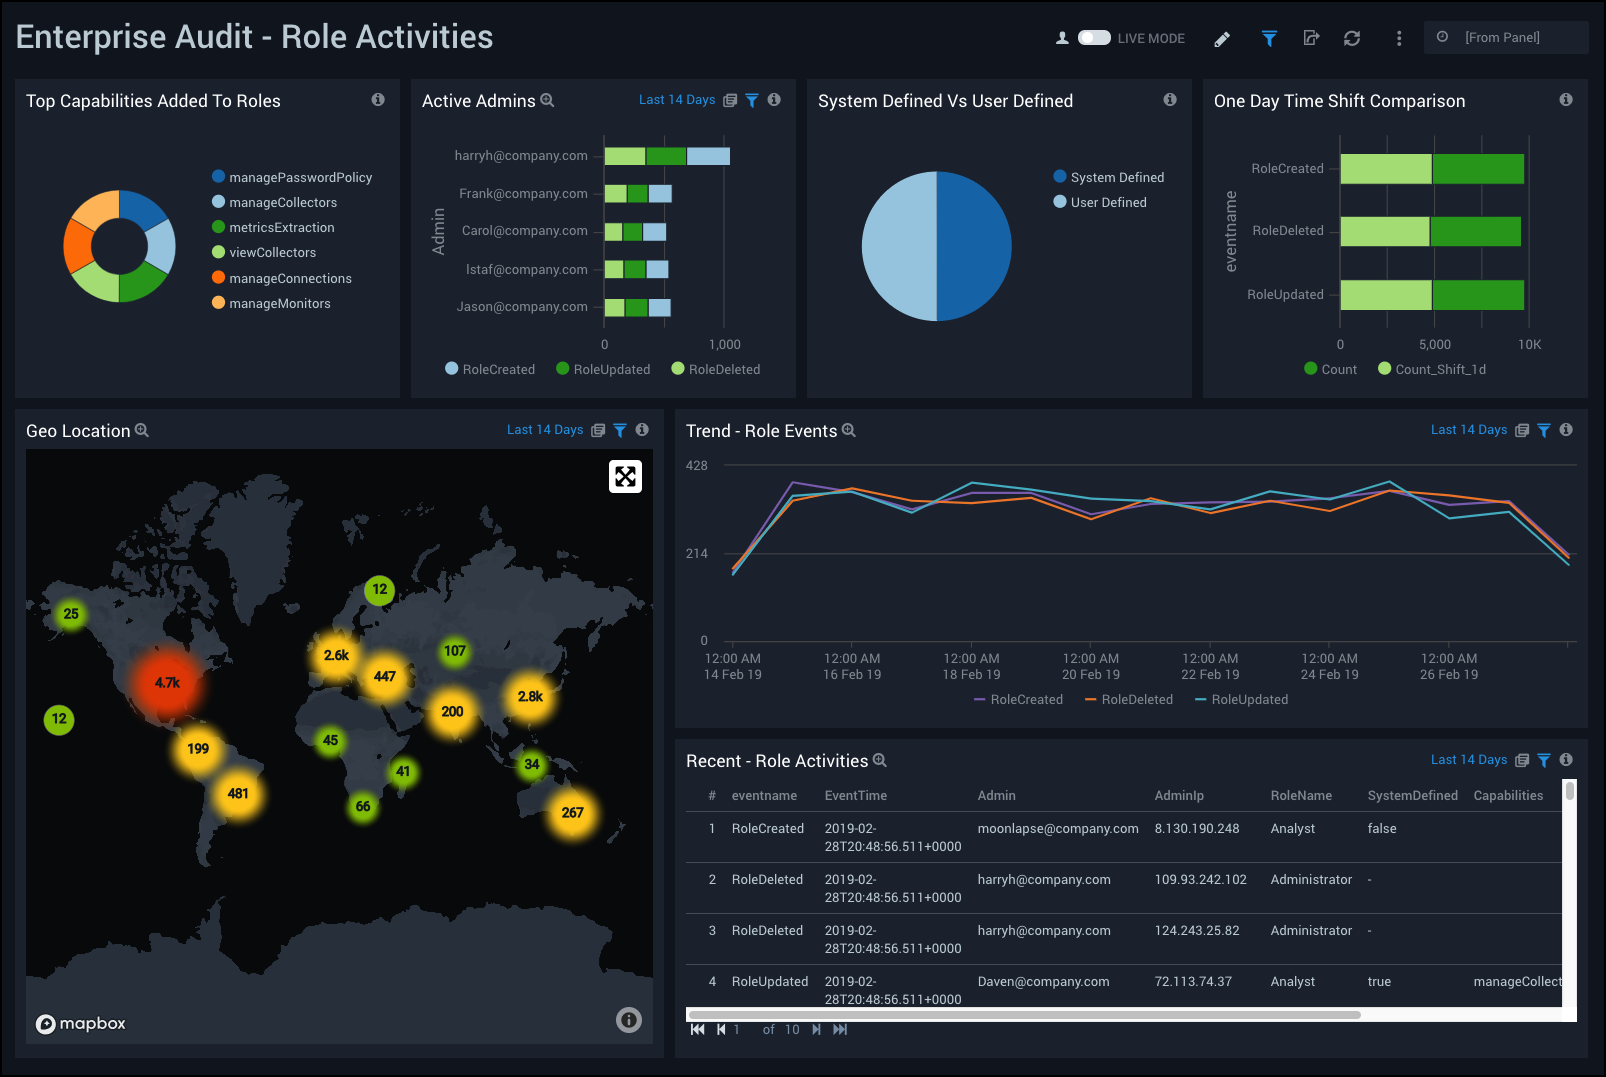 Enterprise Audit - Role Activities
LIVE MODE
[From Panel]
Top Capabilities Added To Roles
managePasswordPolicy
manageCollectors
metricsExtraction
viewCollectors
manageConnections
manageMonitors
Active Admins
Last 14 Days
Admin
harryh@company.com
Frank@company.com
Carol@company.com
Istaf@company.com
Jason@company.com
0 1,000
RoleCreated RoleUpdated RoleDeleted
System Defined Vs User Defined
System Defined
User Defined
One Day Time Shift Comparison
eventname
RoleCreated
RoleDeleted
RoleUpdated
0 5,000 10K
Count Count_Shift_1d
Geo Location
Last 14 Days
12
25
107
2.6k
447
4.7k
2.8k
200
12
45
199
34
41
481
66
267
mapbox
Trend - Role Events
Last 14 Days
428
214
0
12:00 AM 12:00 AM 12:00 AM 12:00 AM 12:00 AM 12:00 AM 12:00 AM
14 Feb 19 16 Feb 19 18 Feb 19 20 Feb 19 22 Feb 19 24 Feb 19 26 Feb 19
RoleCreated RoleDeleted RoleUpdated
Recent - Role Activities
Last 14 Days
# eventname EventTime Admin AdminIp RoleName SystemDefined Capabilities
1 RoleCreated 2019-02- moonlapse@company.com 8.130.190.248 Analyst false
28T20:48:56.511+0000
2 RoleDeleted 2019-02- harryh@company.com 109.93.242.102 Administrator -
28T20:48:56.511+0000
3 RoleDeleted 2019-02- harryh@company.com 124.243.25.82 Administrator -
28T20:48:56.511+0000
4 RoleUpdated 2019-02- Daven@company.com 72.113.74.37 Analyst true manageCollect
28T20:48:56.511+0000
1 of 10